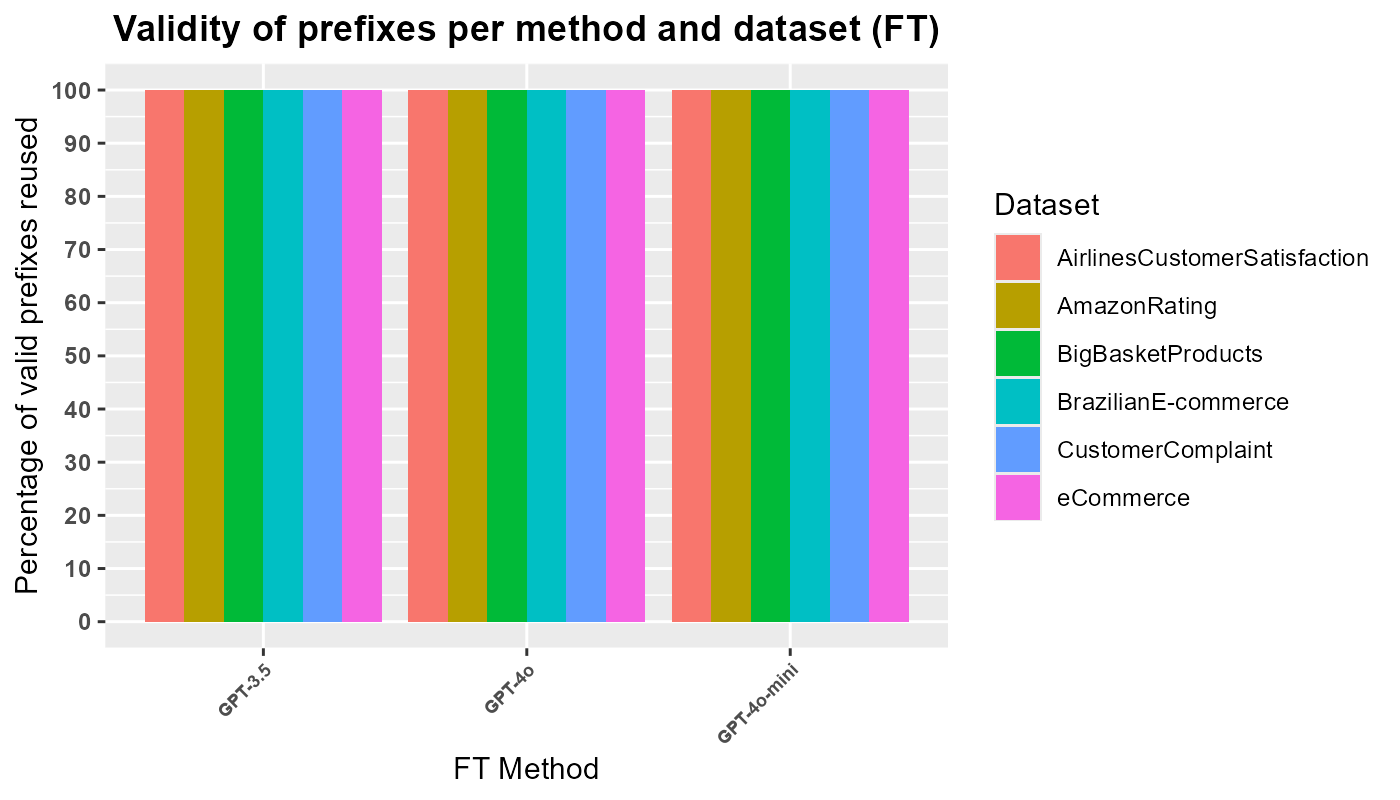 Validity of prefixes per method and dataset (FT)
Percentage of valid prefixes reused
100
90
80
70
60
50
40
30
20
10
0
GPT-3.5
GPT-4o
GPT-4o-mini
FT Method
Dataset
AirlinesCustomerSatisfaction
AmazonRating
BigBasketProducts
BrazilianE-commerce
CustomerComplaint
eCommerce